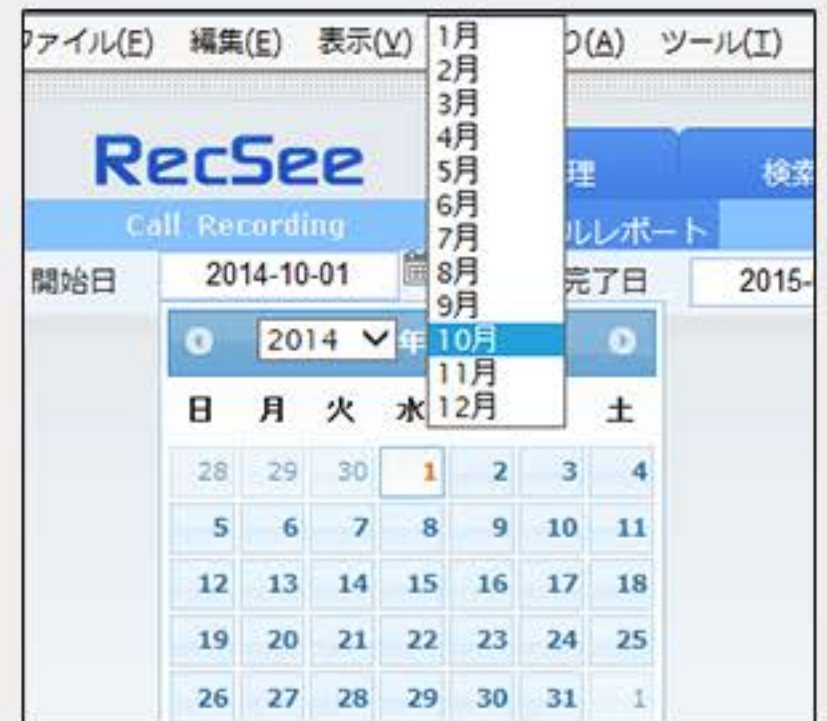 ファイル(F) 編集(E) 表示(V) り(A) ツール(T)
1月
2月
3月
4月
5月
6月
7月
8月
9月
10月
11月
12月
RecSee
理 検索
Call Recording
ルレポート
開始日 2014-10-01 完了日 2015-
2014 年
日 月 火 水 土
28 29 30 1 2 3 4
5 6 7 8 9 10 11
12 13 14 15 16 17 18
19 20 21 22 23 24 25
26 27 28 29 30 31 1